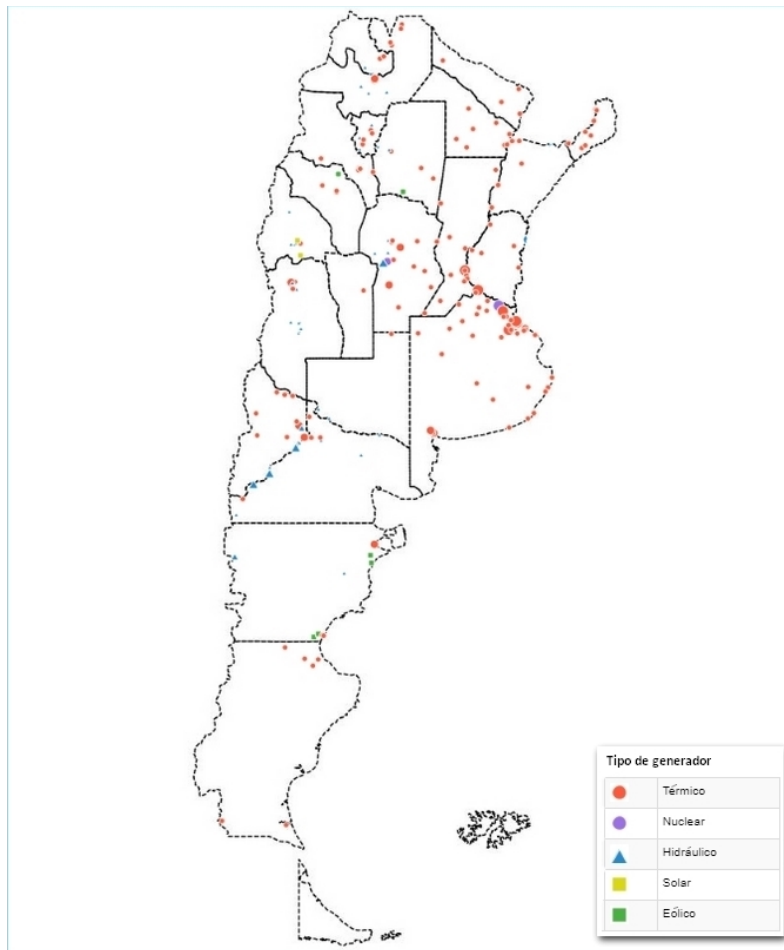 Tipo de generador
Térmico
Nuclear
Hidráulico
Solar
Eólico